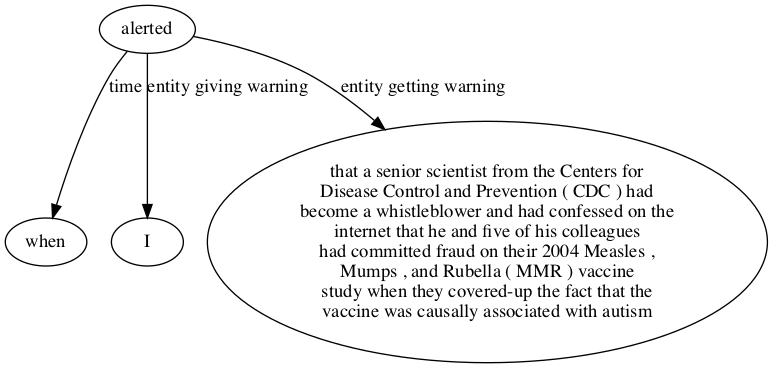 alerted
time entity giving warning entity getting warning
that a senior scientist from the Centers for
Disease Control and Prevention ( CDC ) had
become a whistleblower and had confessed on the
when I internet that he and five of his colleagues
had committed fraud on their 2004 Measles ,
Mumps , and Rubella ( MMR ) vaccine
study when they covered-up the fact that the
vaccine was causally associated with autism